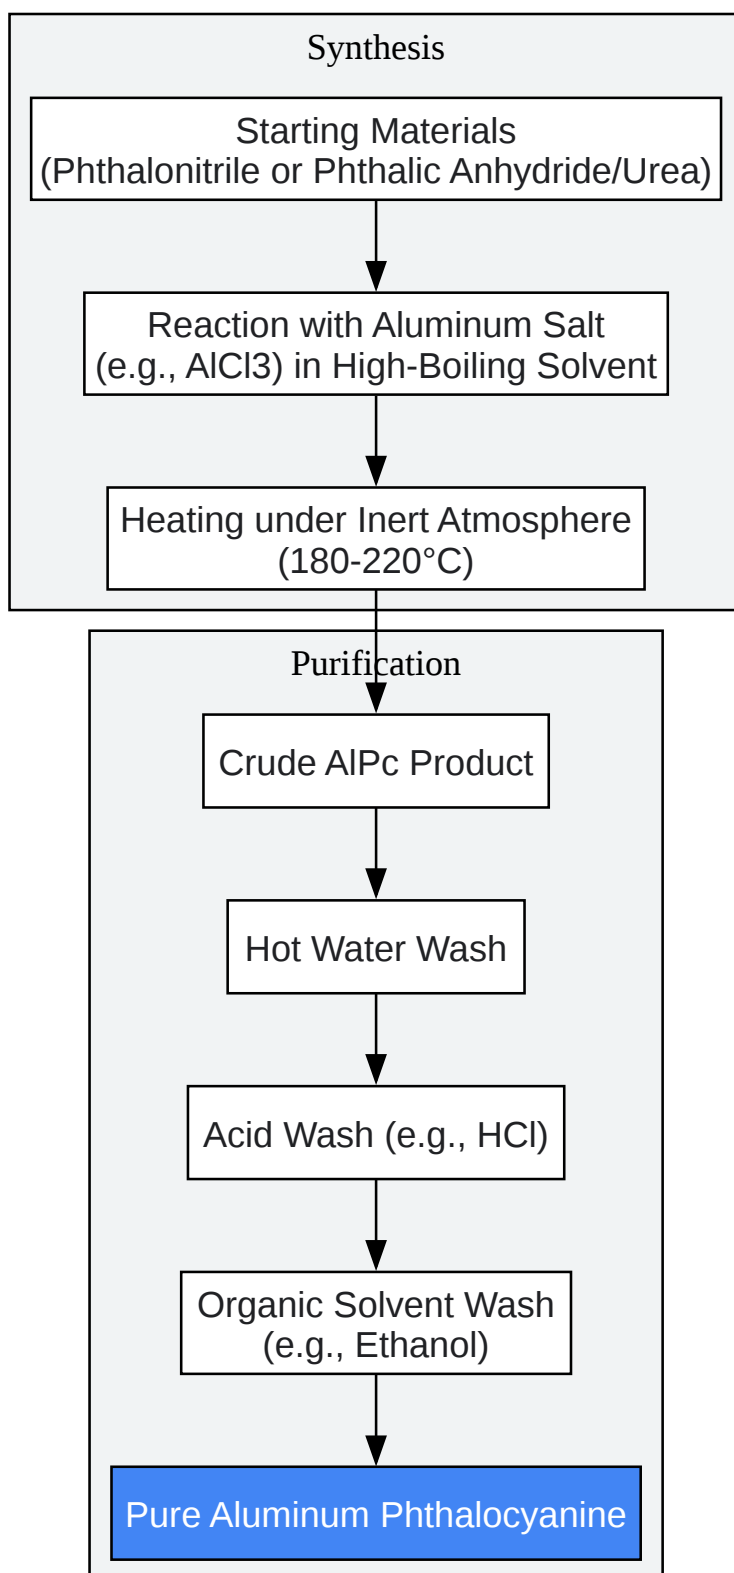 Synthesis
Starting Materials
(Phthalonitrile or Phthalic Anhydride/Urea)
Reaction with Aluminum Salt
(e.g., AlCl3) in High-Boiling Solvent
Heating under Inert Atmosphere
(180-220°C)
Purification
Crude AlPc Product
Hot Water Wash
Acid Wash (e.g., HCl)
Organic Solvent Wash
(e.g., Ethanol)
Pure Aluminum Phthalocyanine